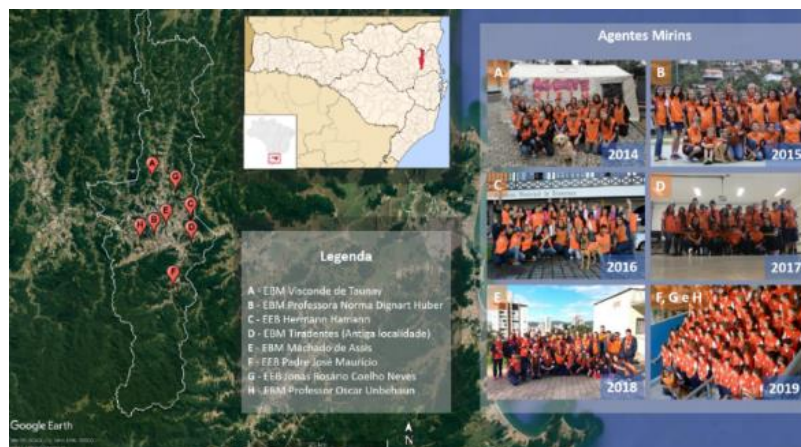 Agentes Mirins
A
2014
B
2015
C
2016
D
2017
E
2018
F, G e H
2019
A
G
C
E
B
H
D
F
Legenda
A - EBM Visconde de Taunay
B - EBM Professora Norma Dignart Huber
C - EEB Hermann Hamann
D - EBM Tiradentes (Antiga localidade)
E - EBM Machado de Assis
F - EEB Padre José Maurício
G - EEB Jonas Rosário Coelho Neves
H - EBM Professor Oscar Unbehaun
Google Earth
N